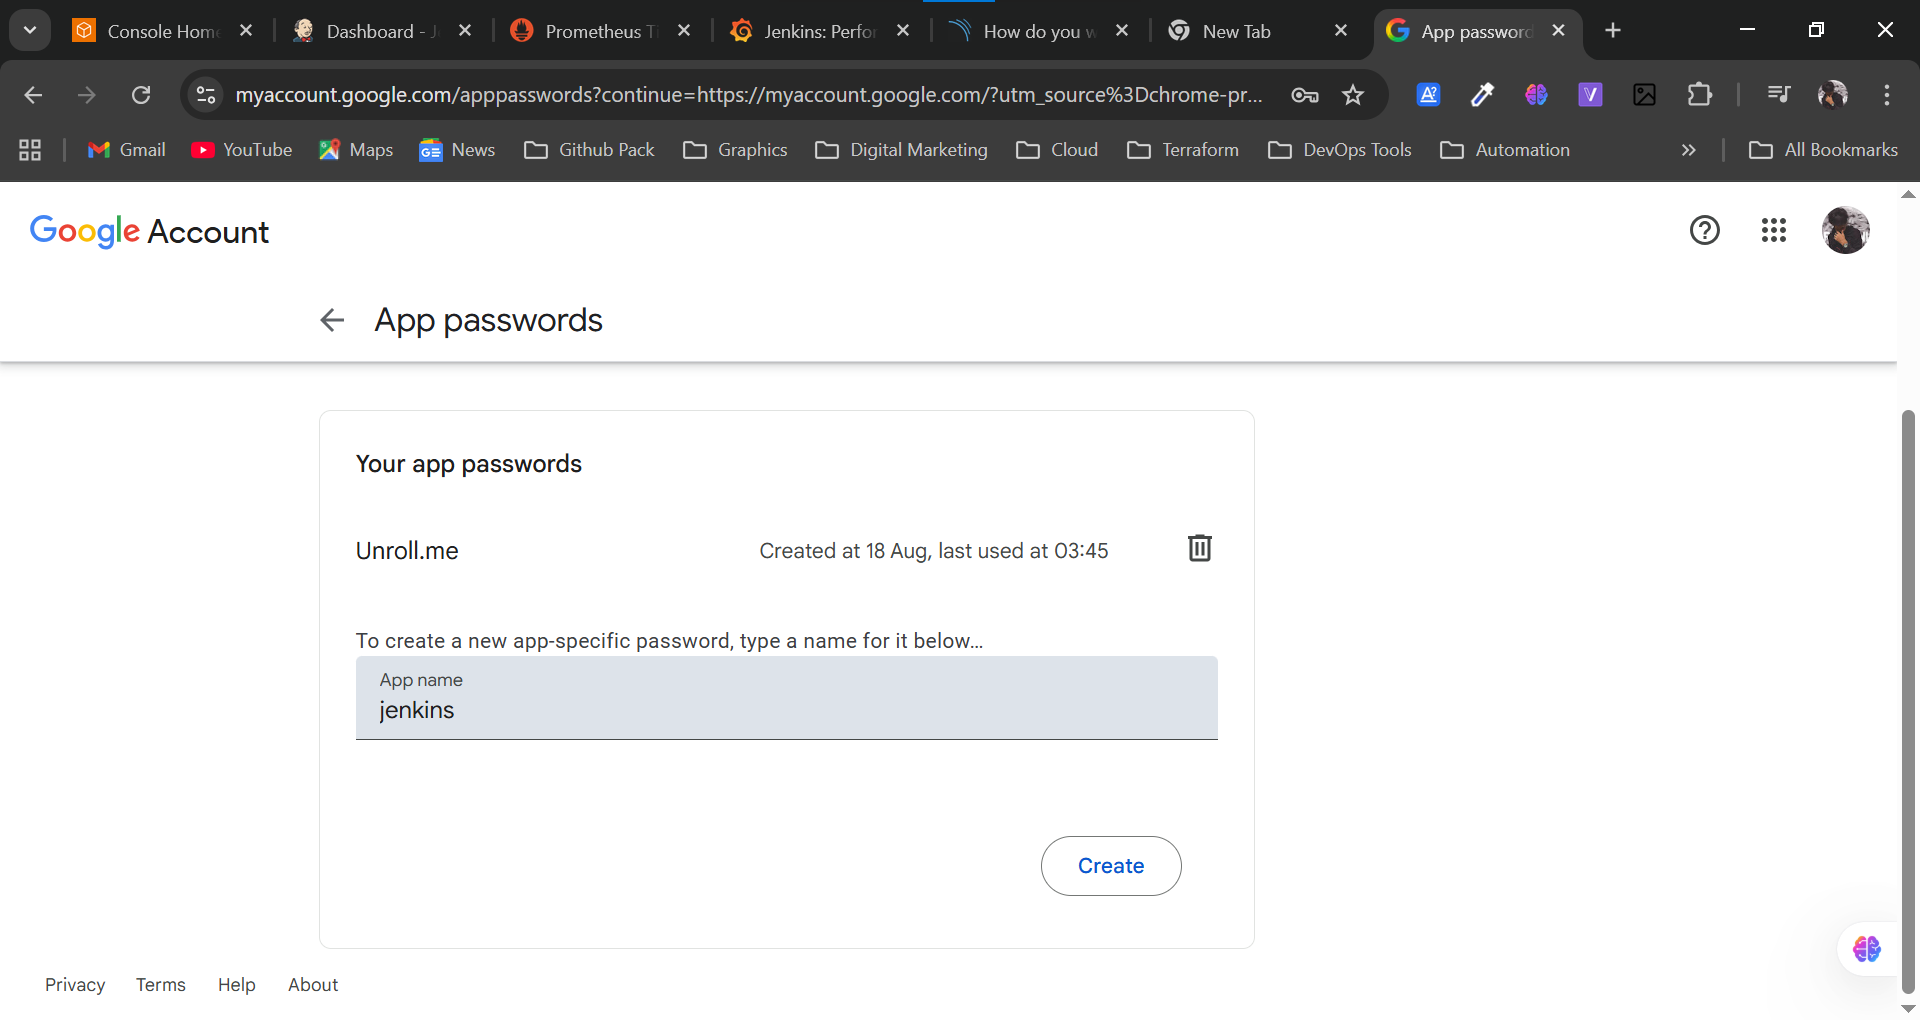 Console Home
Dashboard - J
Prometheus Ti
Jenkins: Perfor
How do you w
New Tab
App password
myaccount.google.com/apppasswords?continue=https://myaccount.google.com/?utm_source%3Dchrome-pr...
Gmail
YouTube
Maps
News
Github Pack
Graphics
Digital Marketing
Cloud
Terraform
DevOps Tools
Automation
»
All Bookmarks
Google Account
App passwords
Your app passwords
Unroll.me
Created at 18 Aug, last used at 03:45
To create a new app-specific password, type a name for it below...
App name
jenkins
Create
Privacy
Terms
Help
About